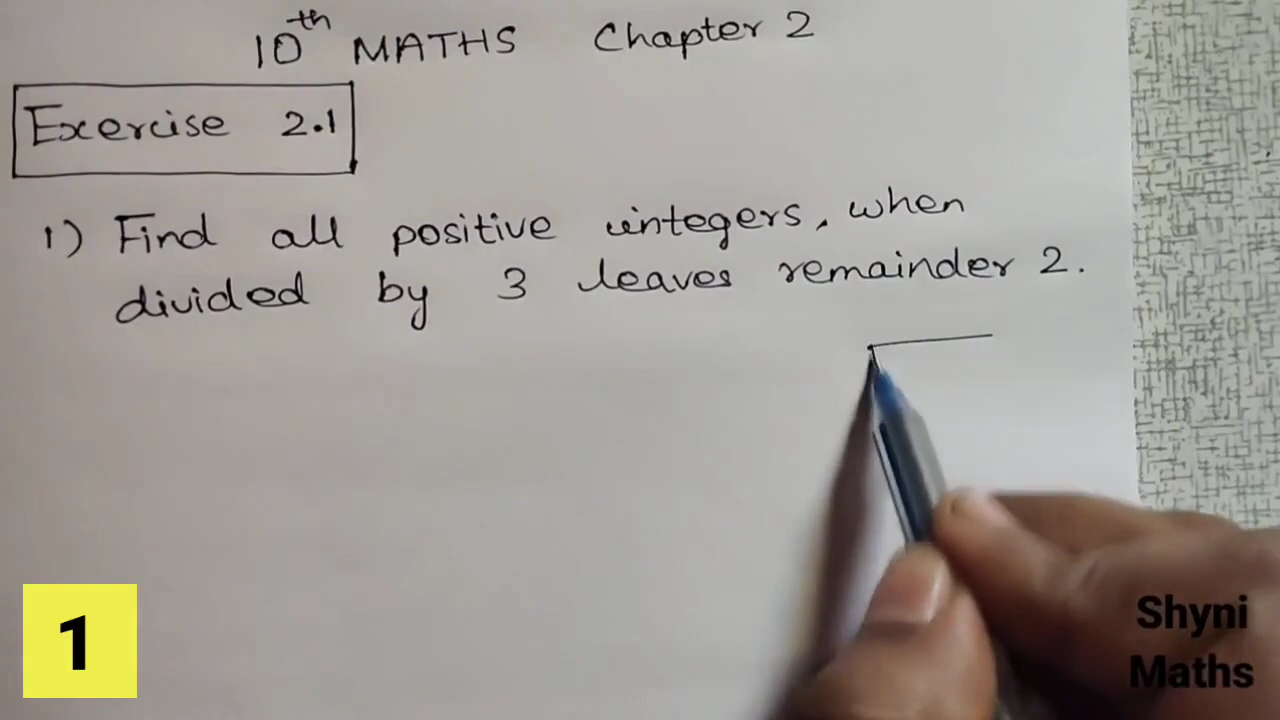 10th MATHS Chapter 2
Exercise 2.1
1) Find all positive integers, when
divided by 3 leaves remainder 2.
1
Shyni
Maths